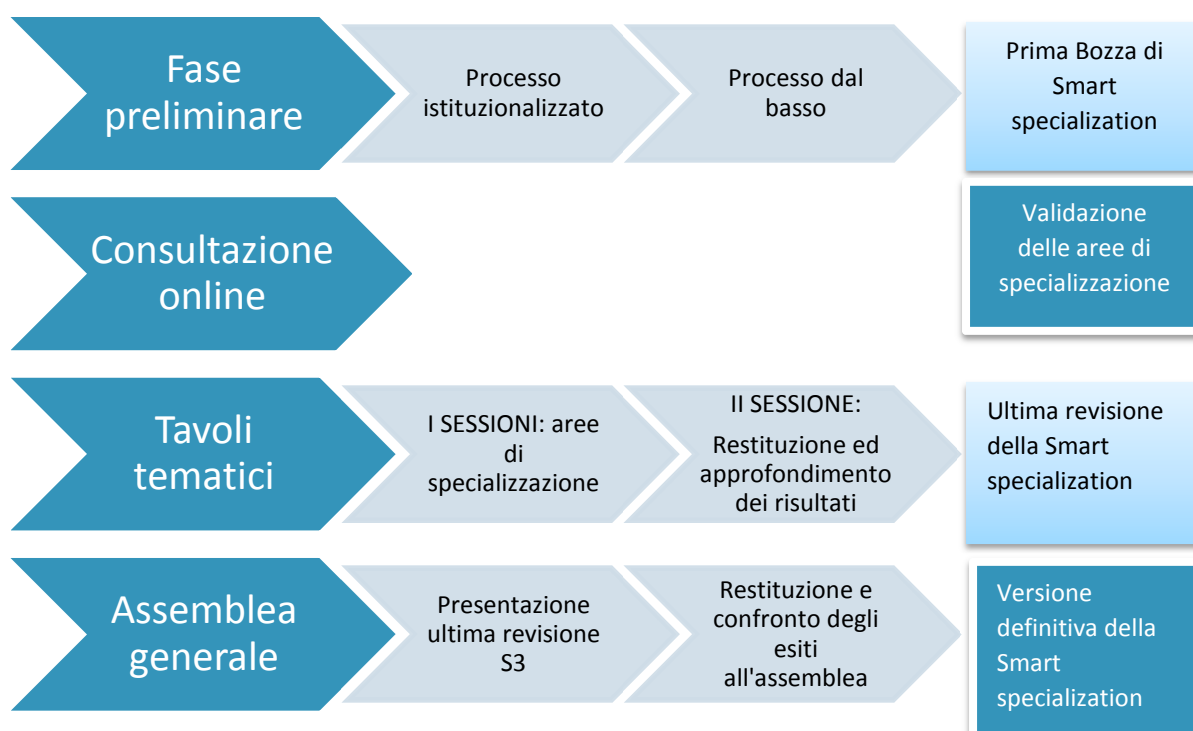 Fase
preliminare
Processo
istituzionalizzato
Processo dal
basso
Prima Bozza di
Smart
specialization
Consultazione
online
Validazione
delle aree di
specializzazione
Tavoli
tematici
I SESSIONI: aree
di
specializzazione
II SESSIONE:
Restituzione ed
approfondimento
dei risultati
Ultima revisione
della Smart
specialization
Assemblea
generale
Presentazione
ultima revisione
S3
Restituzione e
confronto degli
esiti
all'assemblea
Versione
definitiva della
Smart
specialization